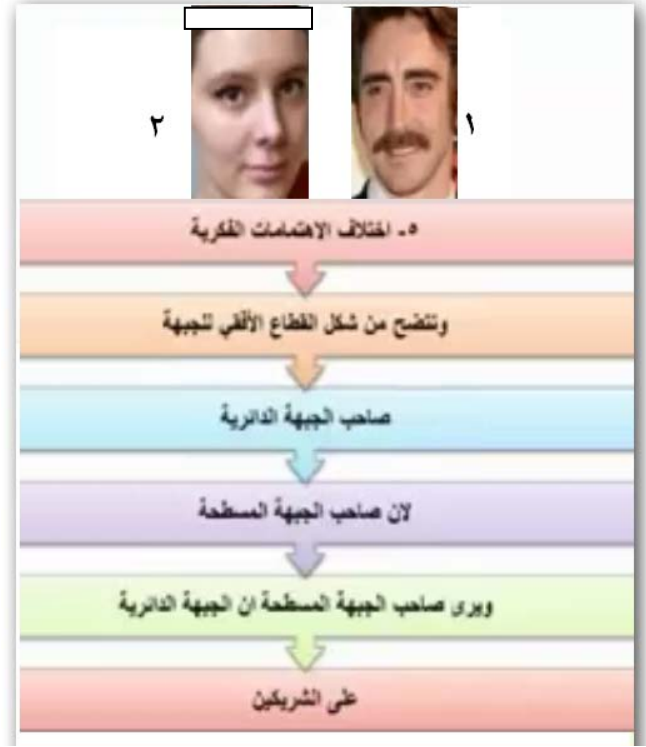 ١ ٢
٥- اختلاف الاهتمامات الفكرية
وتتضح من شكل القطاع الأفقي للجبهة
صاحب الجبهة الدائرية
لان صاحب الجبهة المسطحة
ويرى صاحب الجبهة المسطحة ان الجبهة الدائرية
على الشريكين